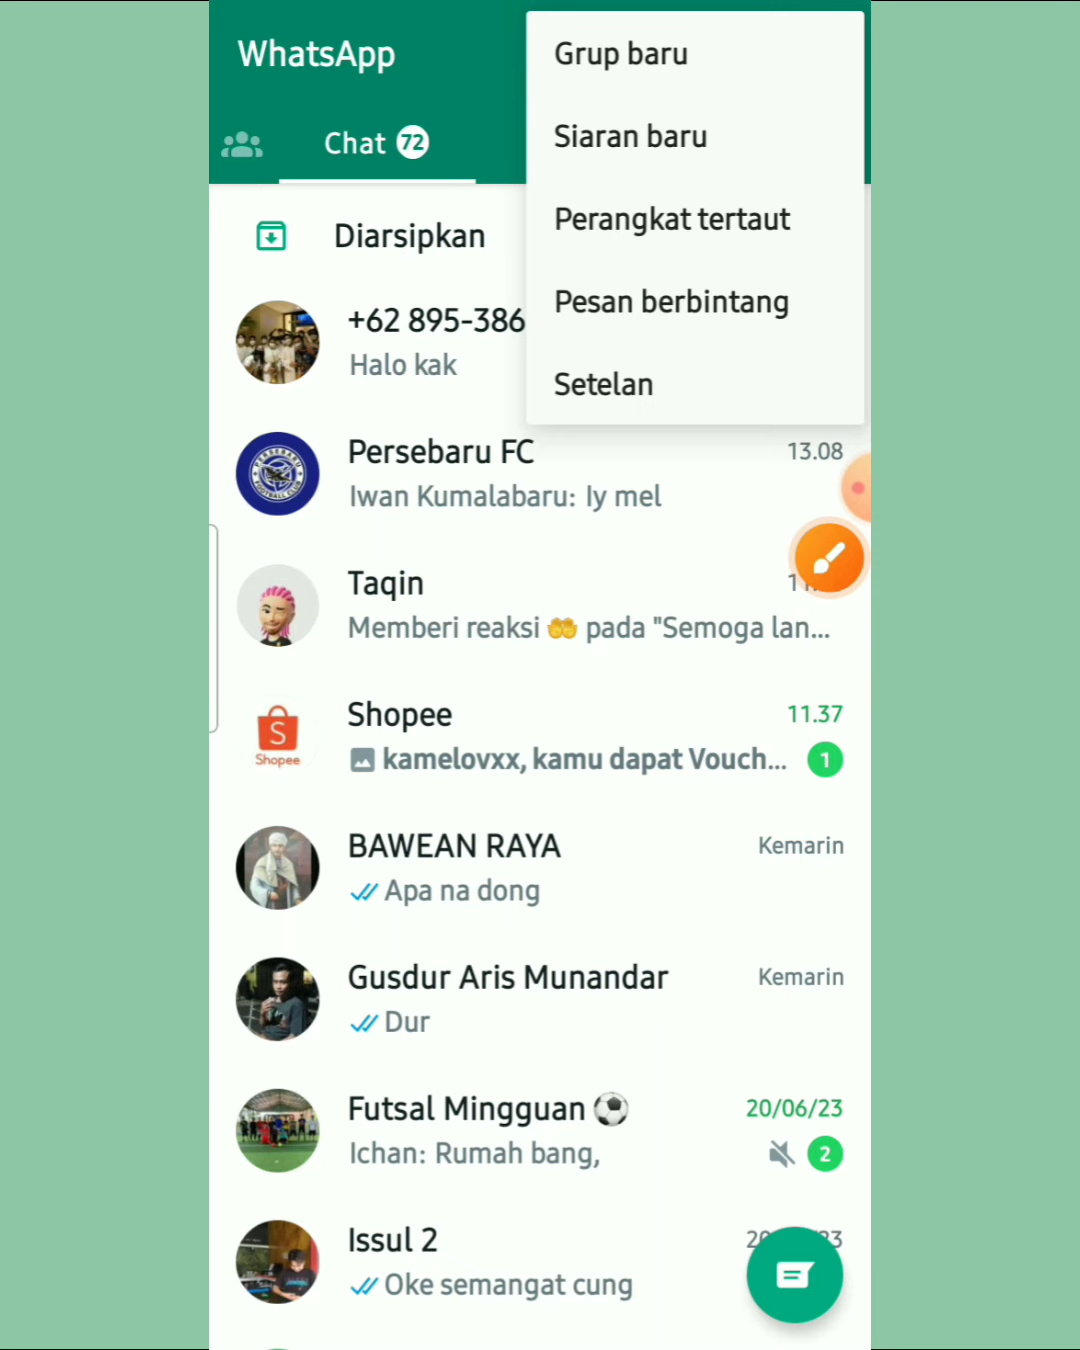 WhatsApp
Chat 72
Grup baru
Siaran baru
Perangkat tertaut
Pesan berbintang
Setelan
Diarsipkan
+62 895-386
Halo kak
Persebaru FC
13.08
Iwan Kumalabaru: Iy mel
Taqin
Memberi reaksi 🤲 pada "Semoga lan...
Shopee
11.37
Shopee
kamelovxx, kamu dapat Vouch... 1
BAWEAN RAYA
Kemarin
Apa na dong
Gusdur Aris Munandar
Kemarin
Dur
Futsal Mingguan ⚽
20/06/23
Ichan: Rumah bang,
2
Issul 2
Oke semangat cung